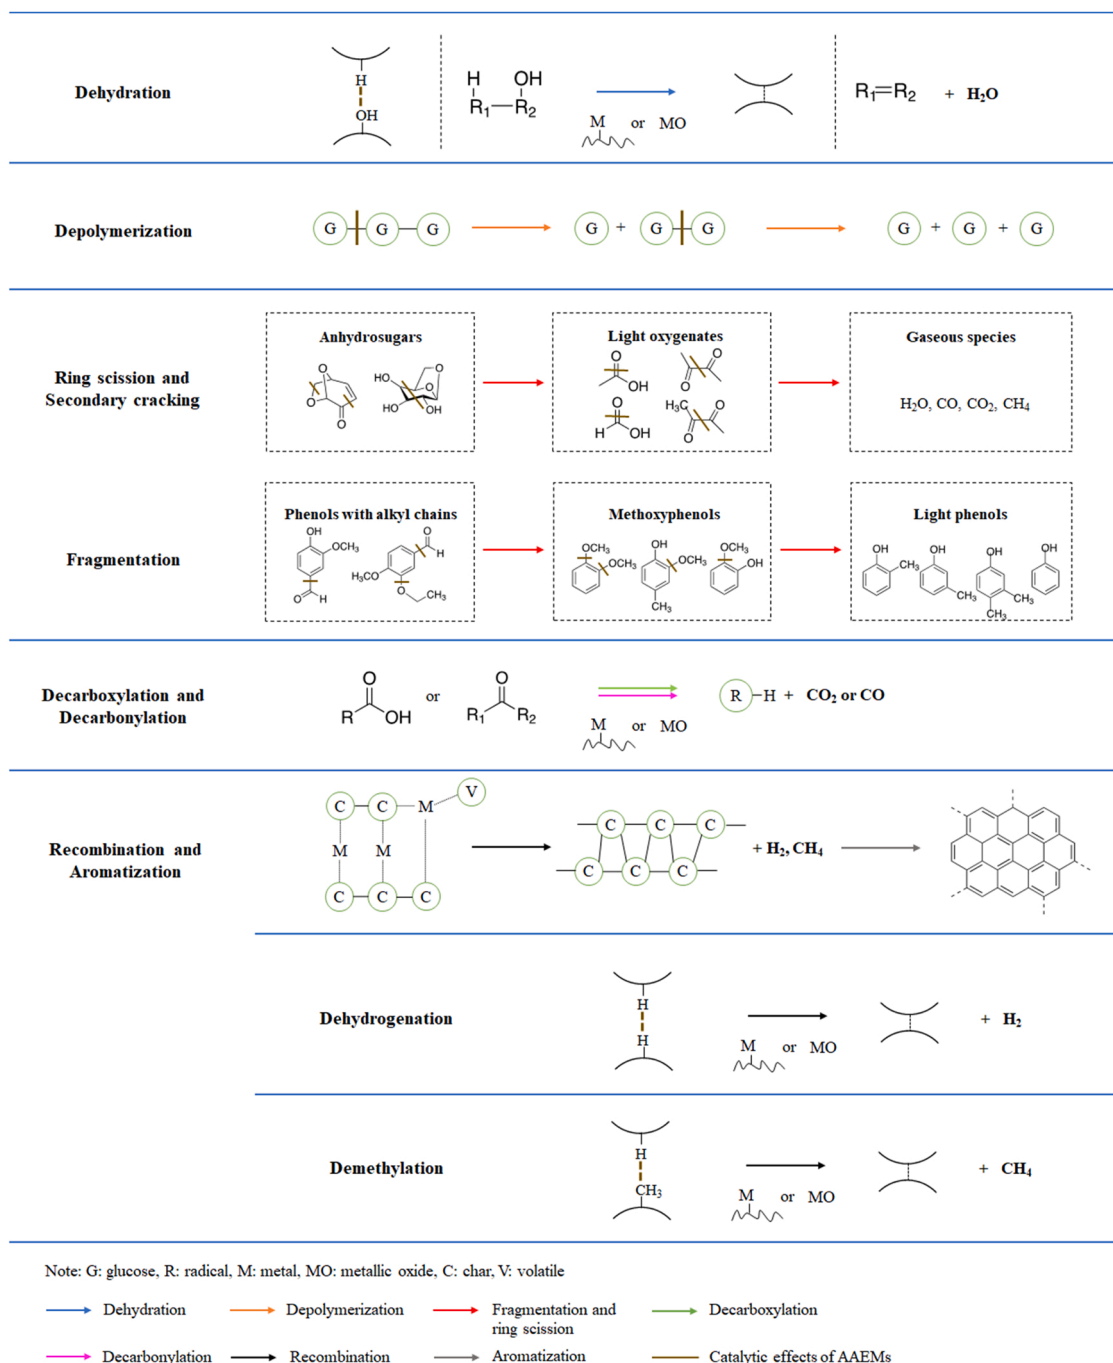 Dehydration
H
OH
H OH
R₁ R₂
M or MO
R₁=R₂ + H₂O
Depolymerization
G G G
G + G G
G + G + G
Ring scission and
Secondary cracking
Anhydrosugars
O
O
O
HO
O
O
HO
OH
Light oxygenates
O
OH
O
O
O
H OH
H₃C O
O
Gaseous species
H₂O, CO, CO₂, CH₄
Fragmentation
Phenols with alkyl chains
OH
OCH₃
O H
O
H
H₃CO
O CH₃
Methoxyphenols
OCH₃
OCH₃
OH
OCH₃
CH₃
OCH₃
OH
Light phenols
OH
CH₃
OH
CH₃
OH
CH₃
CH₃
OH
Decarboxylation and
Decarbonylation
O
R OH
or
O
R₁ R₂
M or MO
R–H + CO₂ or CO
Recombination and
Aromatization
C C M V
M M
C C C
C C C
C C C
+ H₂, CH₄
Dehydrogenation
H
H
M or MO
+ H₂
Demethylation
H
CH₃
M or MO
+ CH₄
Note: G: glucose, R: radical, M: metal, MO: metallic oxide, C: char, V: volatile
Dehydration
Depolymerization
Fragmentation and
ring scission
Decarboxylation
Decarbonylation
Recombination
Aromatization
Catalytic effects of AAEMs